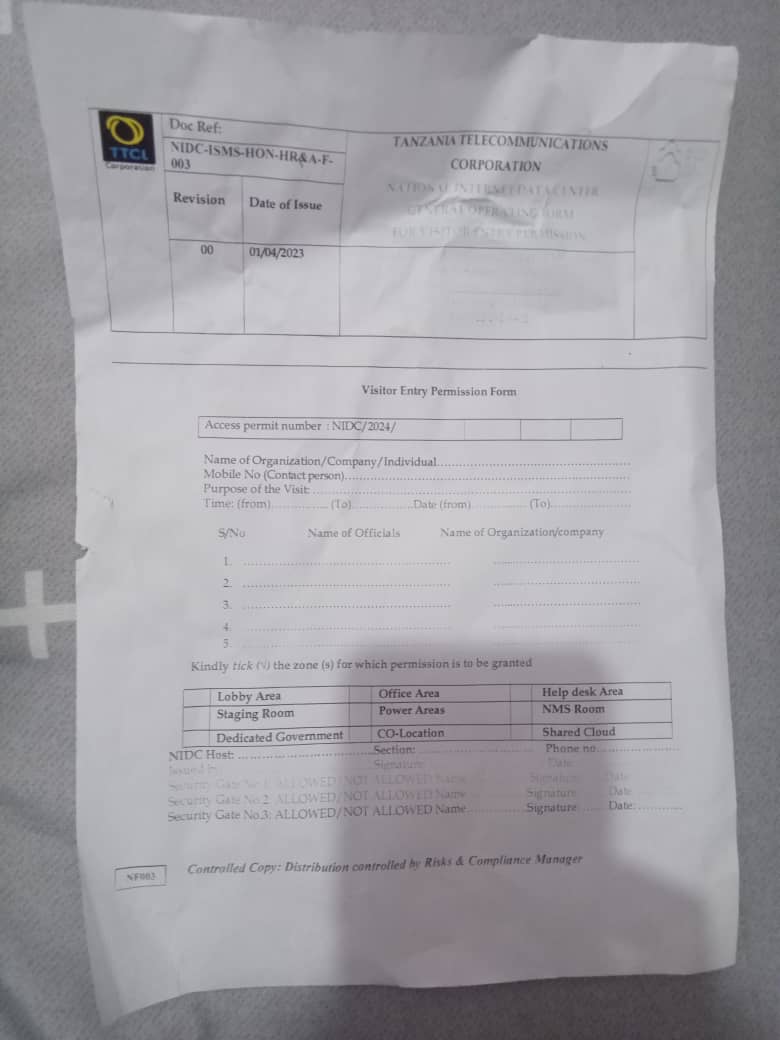 TTCL
Corporation
Doc Ref:
NIDC-ISMS-HON-HR&A-F-
003
Revision
Date of Issue
00
01/04/2023
TANZANIA TELECOMMUNICATIONS
CORPORATION
NATIONAL INTERNET DATA CENTER
GENERAL OPERATING FORM
FOR VISITOR ENTRY PERMISSION
Visitor Entry Permission Form
Access permit number : NIDC/2024/
Name of Organization/Company/Individual..............................
Mobile No (Contact person)..............................
Purpose of the Visit:..............................
Time: (from)............... (To)...............Date (from)............... (To)...............
S/No Name of Officials Name of Organization/company
1. .............................. ..............................
2. .............................. ..............................
3. .............................. ..............................
4. .............................. ..............................
5. ..............................
Kindly tick (√) the zone (s) for which permission is to be granted
Lobby Area Office Area Help desk Area
Staging Room Power Areas NMS Room
Dedicated Government CO-Location Shared Cloud
NIDC Host: ..............................Section: .............................. Phone no....................
Issued by Signature Date:
Security Gate No 1: ALLOWED/NOT ALLOWED Name Signature Date
Security Gate No.2: ALLOWED/NOT ALLOWED Name Signature Date
Security Gate No.3: ALLOWED/NOT ALLOWED Name...............Signature Date:............
NF003
Controlled Copy: Distribution controlled by Risks & Compliance Manager